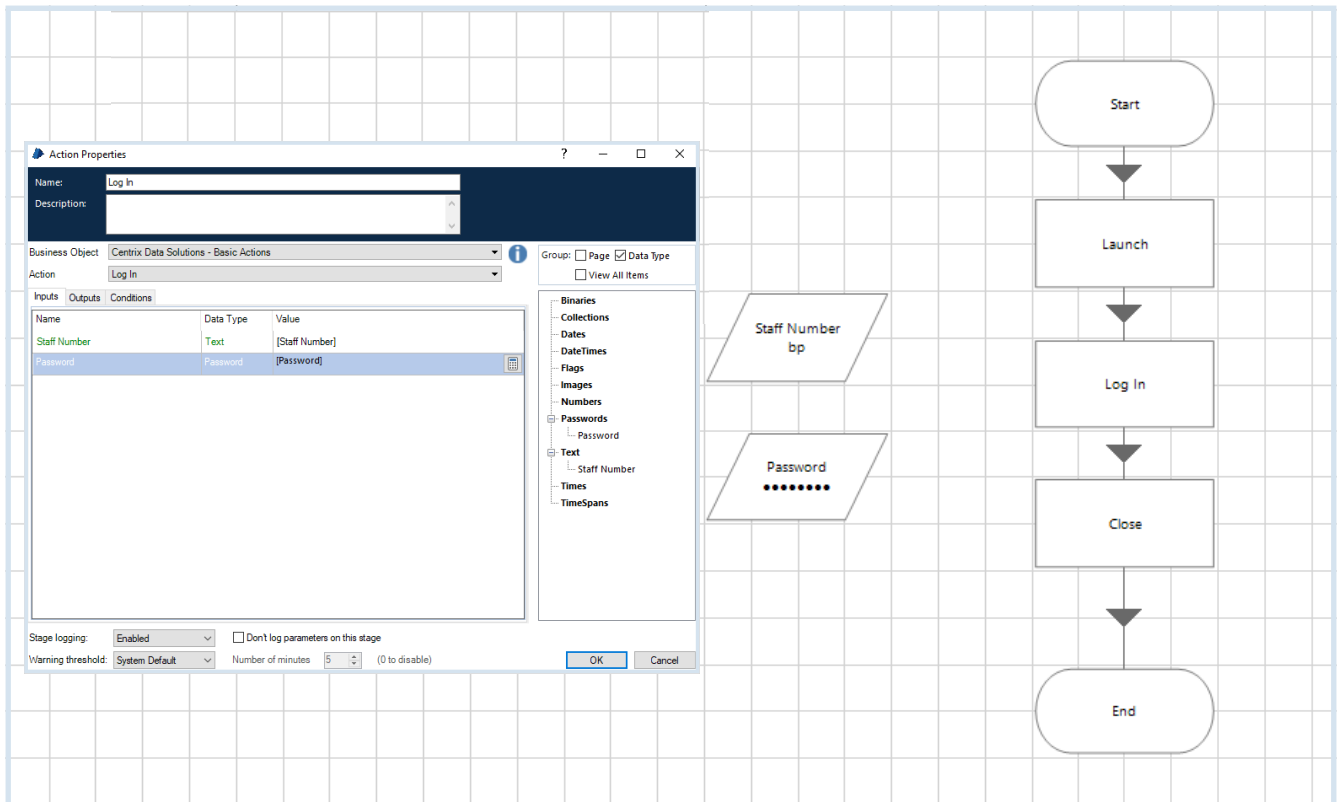 Action Properties
Name: Log In
Description:
Business Object Centrix Data Solutions - Basic Actions
Action Log In
Inputs Outputs Conditions
Name Data Type Value
Staff Number Text [Staff Number]
Password Password [Password]
Group: Page Data Type
View All Items
Binaries
Collections
Dates
DateTimes
Flags
Images
Numbers
Passwords
Password
Text
Staff Number
Times
TimeSpans
Stage logging: Enabled Don't log parameters on this stage
Warning threshold: System Default Number of minutes 5 (0 to disable)
OK Cancel
Staff Number
bp
Password
••••••••
Start
Launch
Log In
Close
End